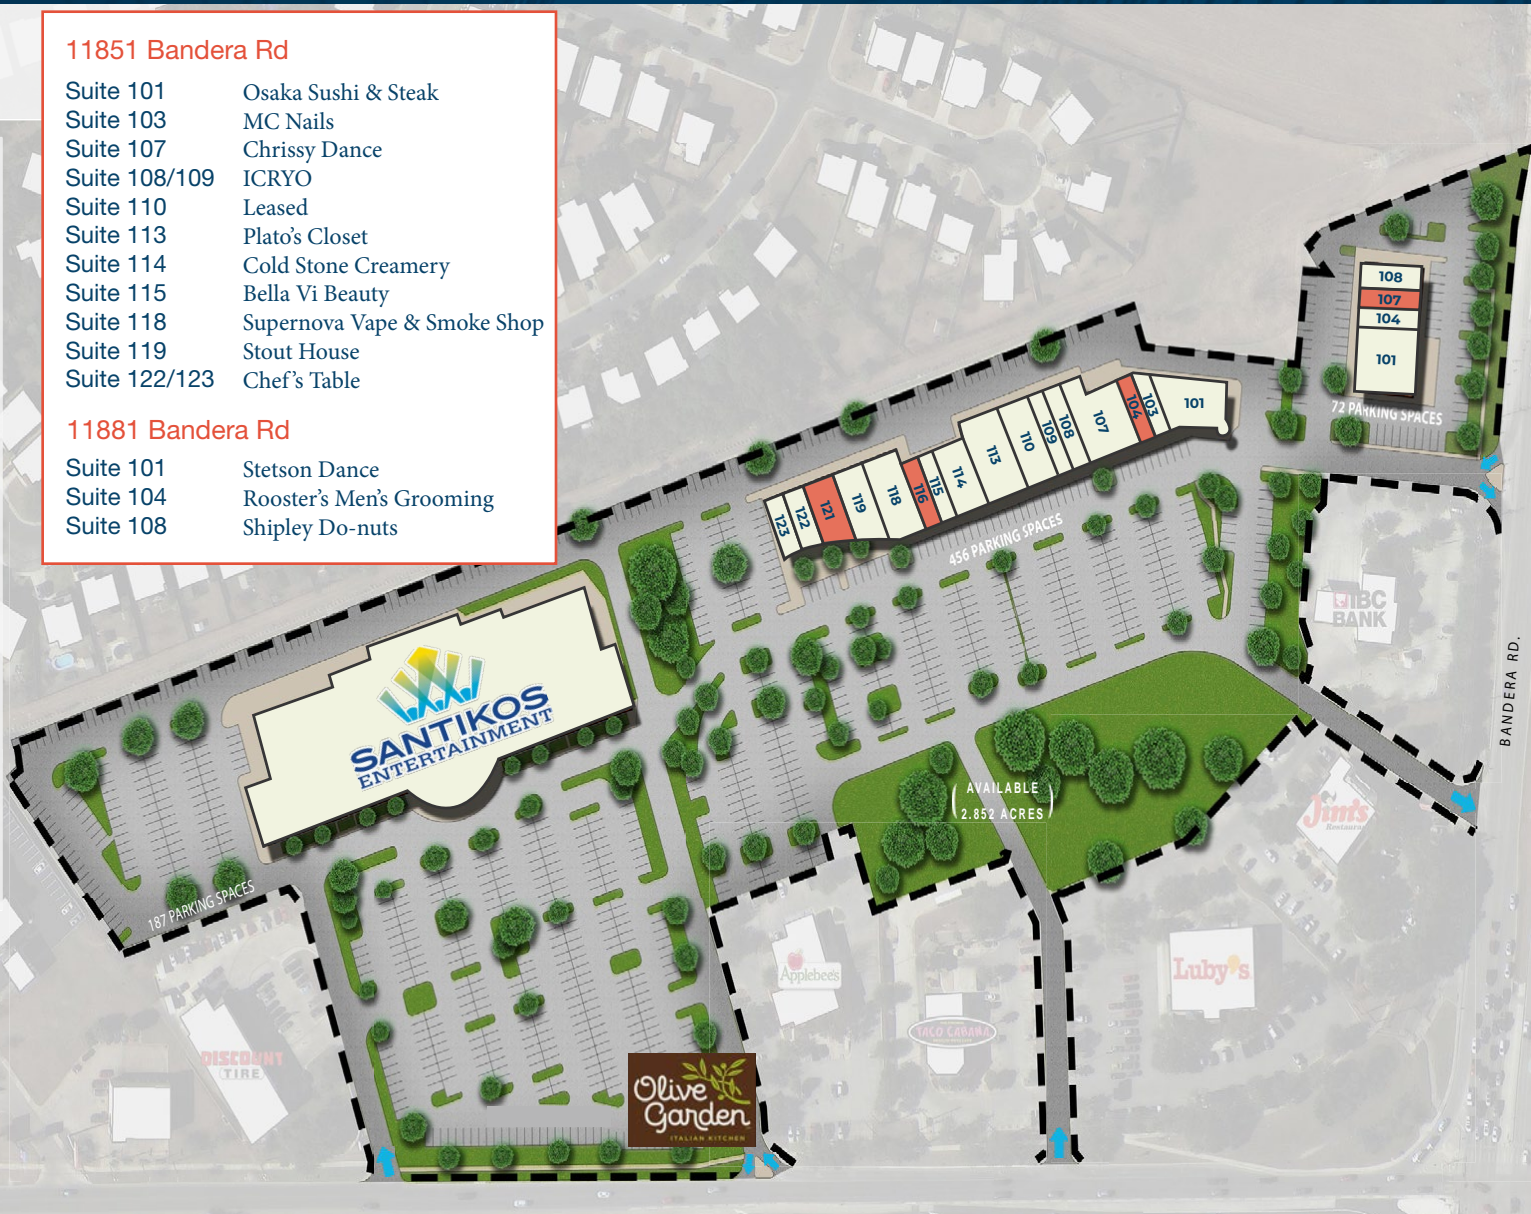 11851 Bandera Rd
Suite 101 Osaka Sushi & Steak
Suite 103 MC Nails
Suite 107 Chrissy Dance
Suite 108/109 ICRYO
Suite 110 Leased
Suite 113 Plato's Closet
Suite 114 Cold Stone Creamery
Suite 115 Bella Vi Beauty
Suite 118 Supernova Vape & Smoke Shop
Suite 119 Stout House
Suite 122/123 Chef's Table
11881 Bandera Rd
Suite 101 Stetson Dance
Suite 104 Rooster's Men's Grooming
Suite 108 Shipley Do-nuts
108
107
104
101
72 PARKING SPACES
123
122
121
119
118
116
115
114
113
110
109
108
107
104
103
101
456 PARKING SPACES
IBC
BANK
BANDERA RD.
SANTIKOS
ENTERTAINMENT
AVAILABLE
2.852 ACRES
Jim's
Restaurant
187 PARKING SPACES
Applebee's
Luby's
TACO CABANA
DISCOUNT
TIRE
Olive
Garden
ITALIAN KITCHEN